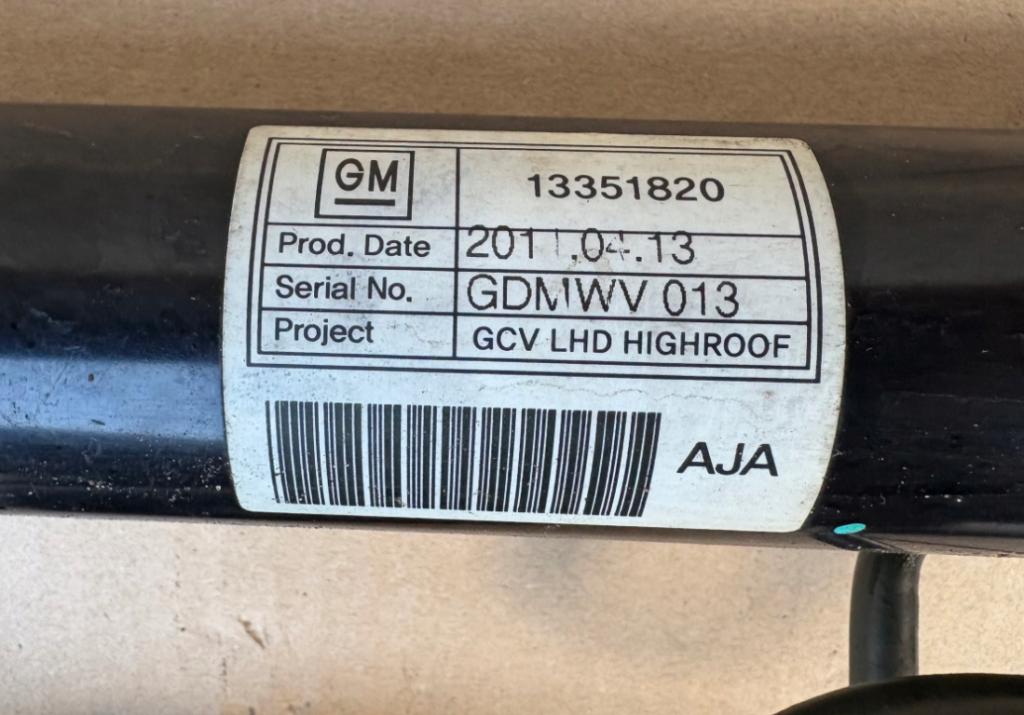 GM 13351820
Prod. Date 2011.04.13
Serial No. GDMWV 013
Project GCV LHD HIGHROOF
AJA